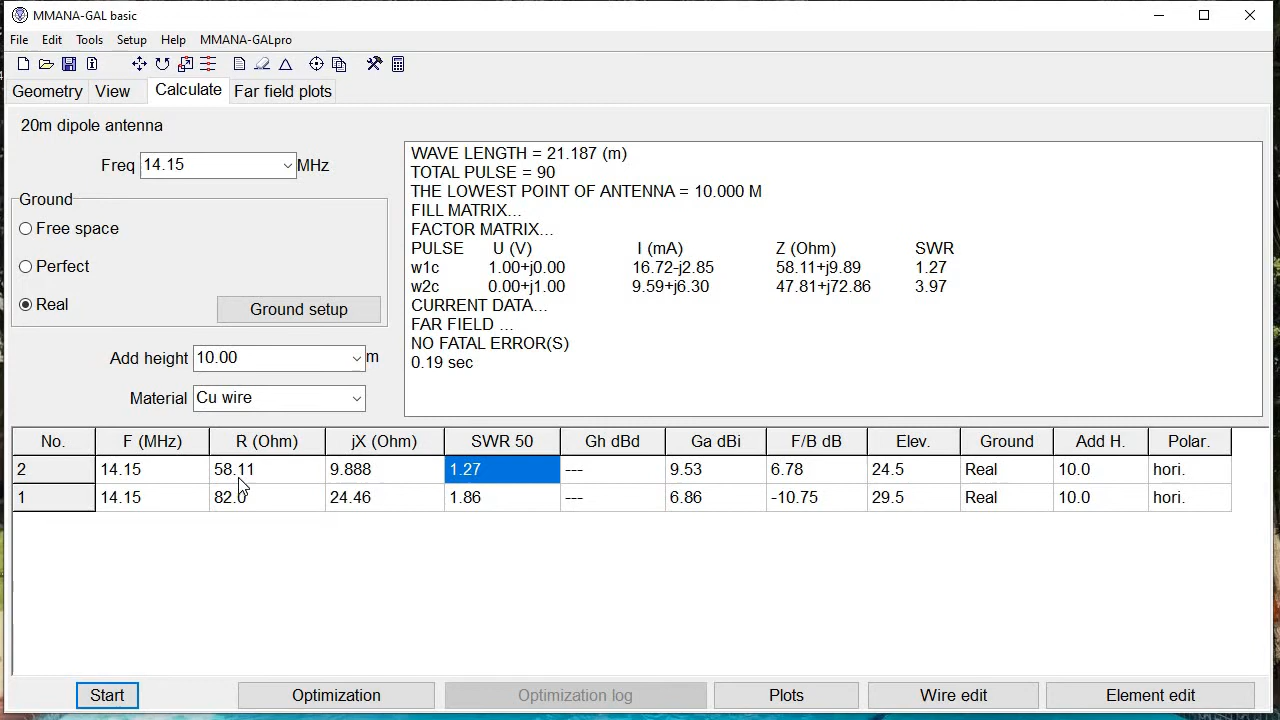 MMANA-GAL basic
File Edit Tools Setup Help MMANA-GALpro
Geometry View Calculate Far field plots
20m dipole antenna
Freq 14.15 MHz
Ground
Free space
Perfect
Real
Ground setup
Add height 10.00 m
Material Cu wire
WAVE LENGTH = 21.187 (m)
TOTAL PULSE = 90
THE LOWEST POINT OF ANTENNA = 10.000 M
FILL MATRIX...
FACTOR MATRIX...
PULSE U (V) I (mA) Z (Ohm) SWR
w1c 1.00+j0.00 16.72-j2.85 58.11+j9.89 1.27
w2c 0.00+j1.00 9.59+j6.30 47.81+j72.86 3.97
CURRENT DATA...
FAR FIELD ...
NO FATAL ERROR(S)
0.19 sec
No. F (MHz) R (Ohm) jX (Ohm) SWR 50 Gh dBd Ga dBi F/B dB Elev. Ground Add H. Polar.
2 14.15 58.11 9.888 1.27 --- 9.53 6.78 24.5 Real 10.0 hori.
1 14.15 82.0 24.46 1.86 --- 6.86 -10.75 29.5 Real 10.0 hori.
Start Optimization Optimization log Plots Wire edit Element edit